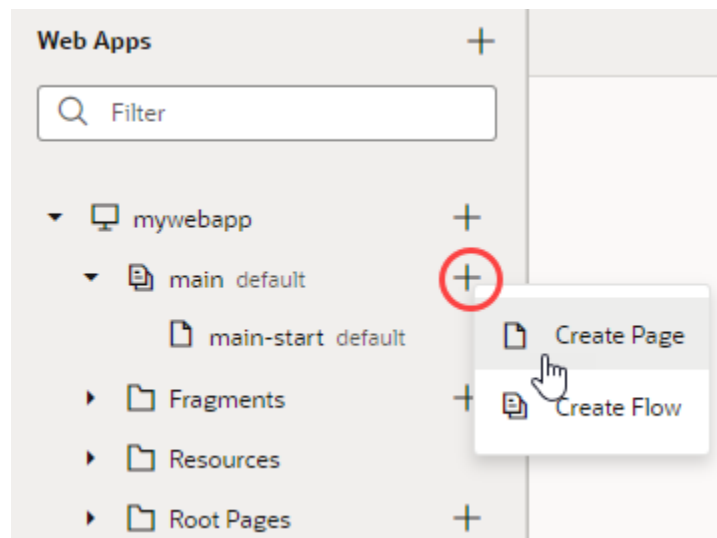 Web Apps
Filter
mywebapp
main default
main-start default
Create Page
Fragments
Create Flow
Resources
Root Pages